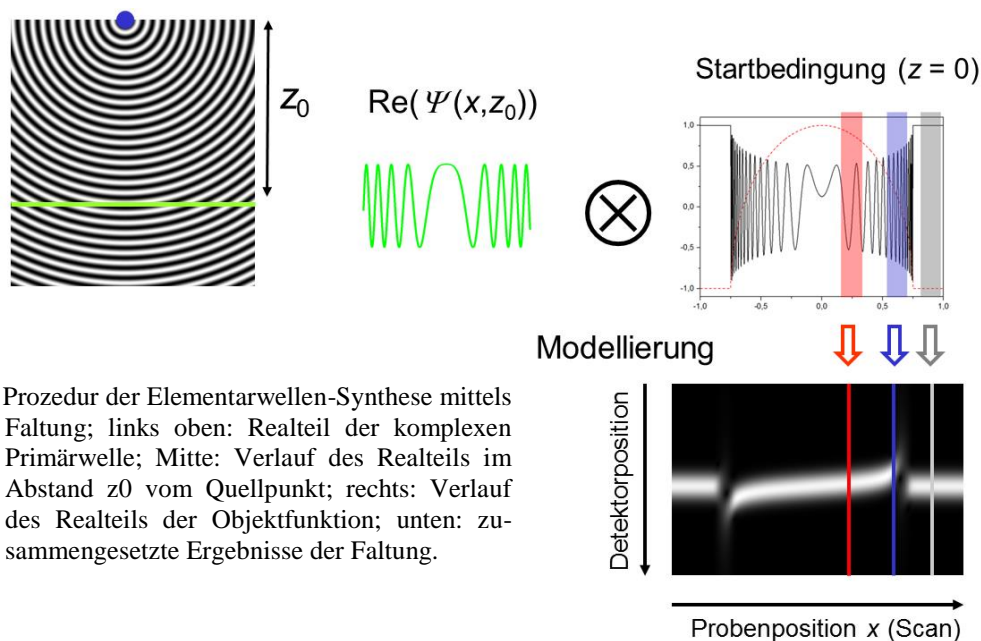 z0
Re(Ψ(x,z0))
Startbedingung (z = 0)
1,0
0,5
0,0
-0,5
-1,0
-1,0 -0,5 0,0 0,5 1,0
Modellierung
Prozedur der Elementarwellen-Synthese mittels
Faltung; links oben: Realteil der komplexen
Primärwelle; Mitte: Verlauf des Realteils im
Abstand z0 vom Quellpunkt; rechts: Verlauf
des Realteils der Objektfunktion; unten: zu-
sammengesetzte Ergebnisse der Faltung.
Detektorposition
Probenposition x (Scan)